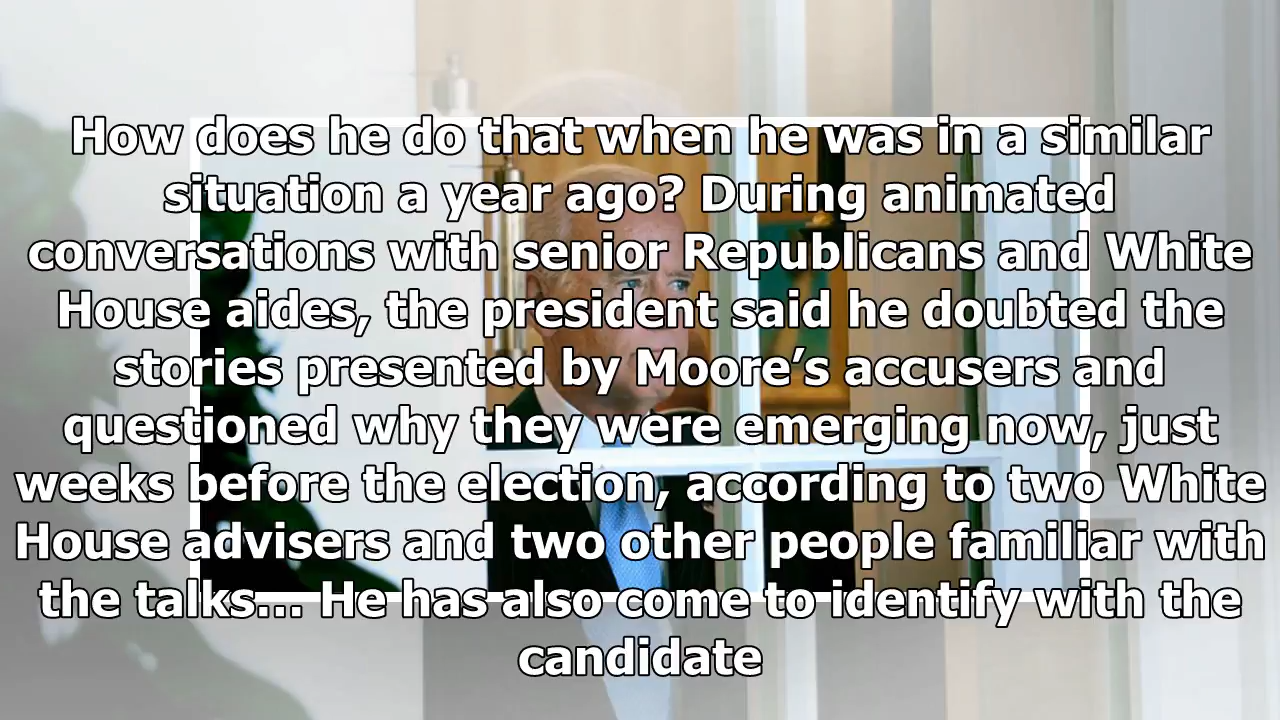 How does he do that when he was in a similar
situation a year ago? During animated
conversations with senior Republicans and White
House aides, the president said he doubted the
stories presented by Moore’s accusers and
questioned why they were emerging now, just
weeks before the election, according to two White
House advisers and two other people familiar with
the talks… He has also come to identify with the
candidate